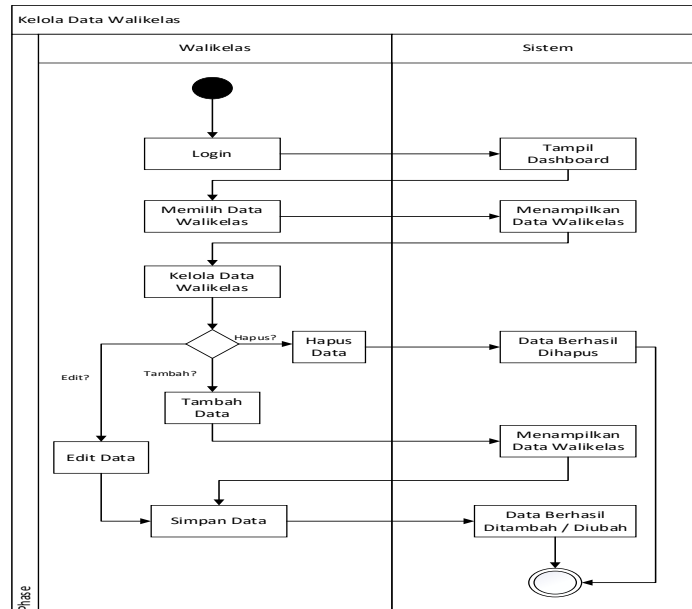 Kelola Data Walikelas
Walikelas
Sistem
Login
Tampil
Dashboard
Memilih Data
Walikelas
Menampilkan
Data Walikelas
Kelola Data
Walikelas
Hapus?
Hapus
Data
Data Berhasil
Dihapus
Edit?
Tambah?
Tambah
Data
Menampilkan
Data Walikelas
Edit Data
Simpan Data
Data Berhasil
Ditambah / Diubah
Phase